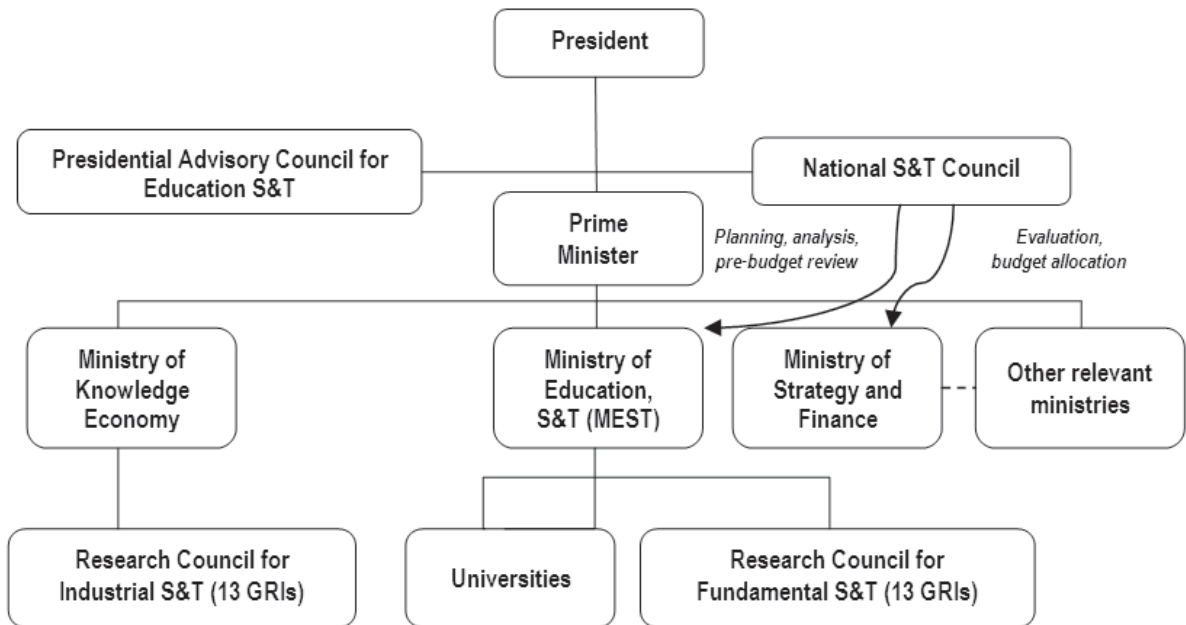 President
Presidential Advisory Council for
Education S&T
National S&T Council
Prime
Minister
Planning, analysis,
pre-budget review
Evaluation,
budget allocation
Ministry of
Knowledge
Economy
Ministry of
Education,
S&T (MEST)
Ministry of
Strategy and
Finance
Other relevant
ministries
Research Council for
Industrial S&T (13 GRIs)
Universities
Research Council for
Fundamental S&T (13 GRIs)